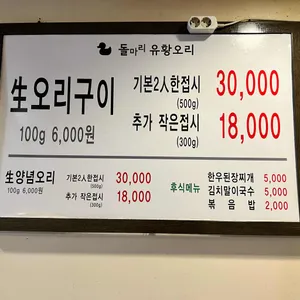 돌마리 유황오리
生오리구이
100g 6,000원
기본2人한접시 30,000
(500g)
추가 작은접시 18,000
(300g)
生양념오리
100g 6,000원
기본2人한접시 30,000
(500g)
추가 작은접시 18,000
(300g)
후식메뉴
한우된장찌개 5,000
김치말이국수 5,000
볶음밥 2,000